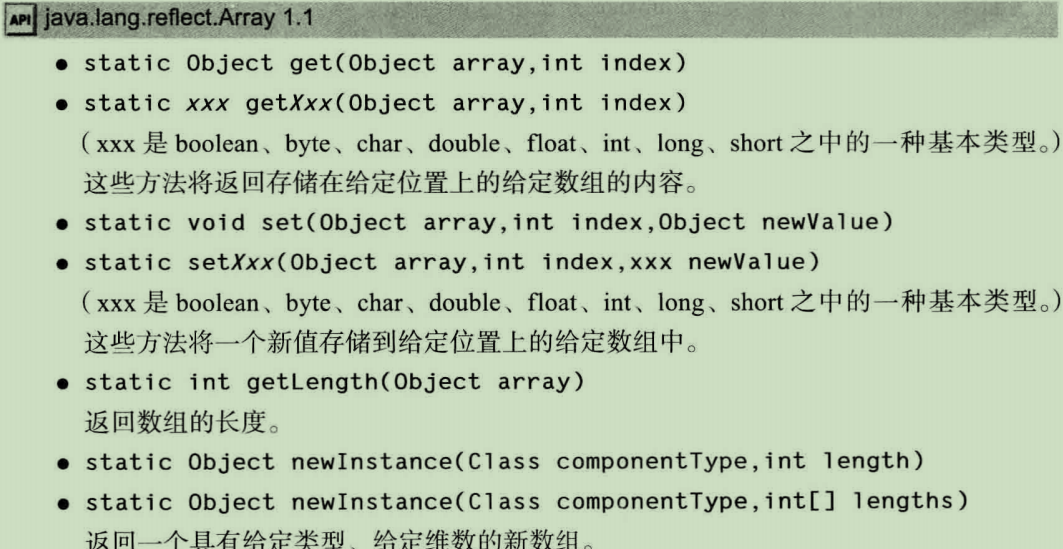 API java.lang.reflect.Array 1.1
● static Object get(Object array,int index)
● static xxx getXxx(Object array,int index)
（xxx 是 boolean、byte、char、double、float、int、long、short 之中的一种基本类型。）
这些方法将返回存储在给定位置上的给定数组的内容。
● static void set(Object array,int index,Object newValue)
● static setXxx(Object array,int index,xxx newValue)
（xxx 是 boolean、byte、char、double、float、int、long、short 之中的一种基本类型。）
这些方法将一个新值存储到给定位置上的给定数组中。
● static int getLength(Object array)
返回数组的长度。
● static Object newInstance(Class componentType,int length)
● static Object newInstance(Class componentType,int[] lengths)
返回一个具有给定类型、给定维数的新数组。